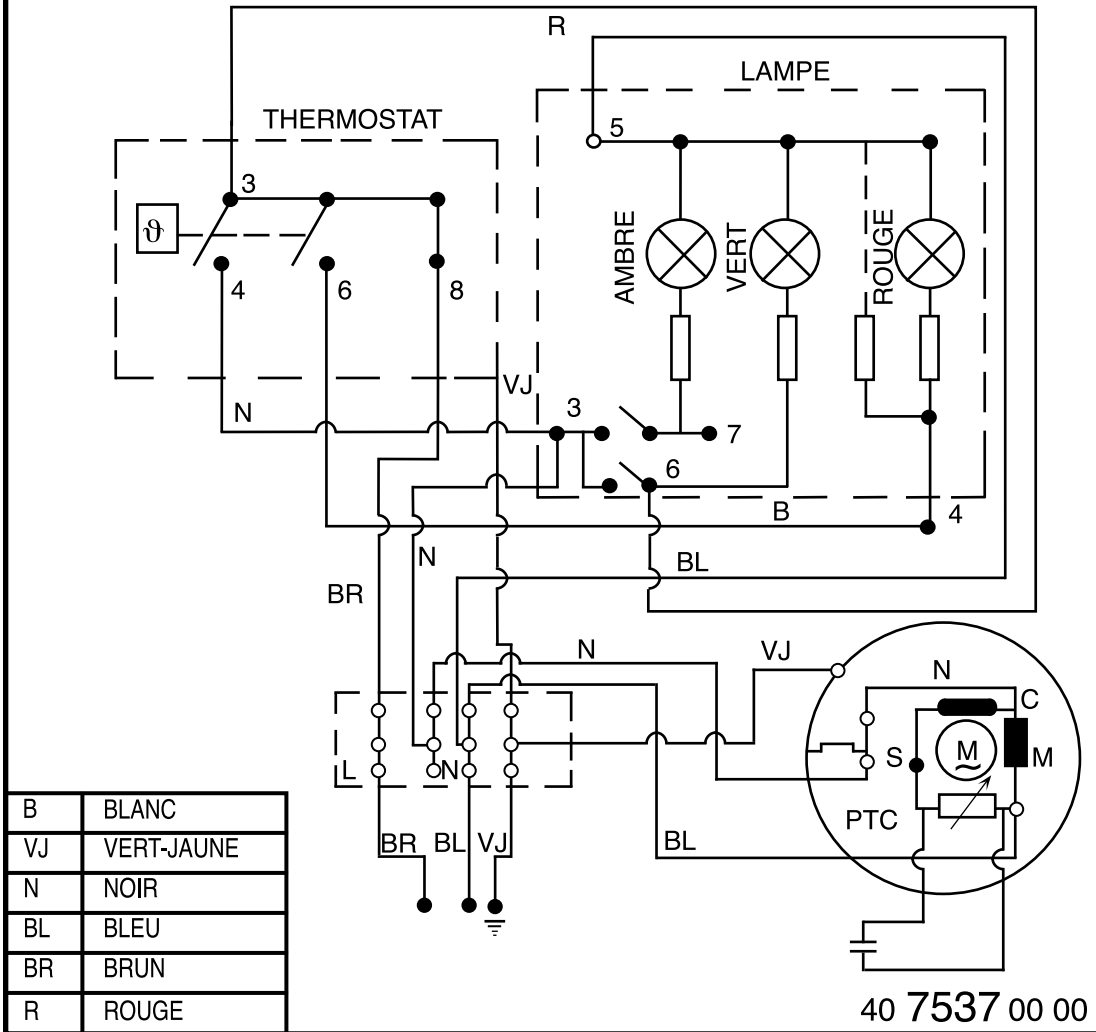 R
LAMPE
THERMOSTAT
5
3
ϑ
4
6
8
AMBRE
VERT
ROUGE
VJ
N
3
7
6
B
4
N
BL
BR
N
VJ
N
C
L
N
S
M
~
M
PTC
BR
BL
VJ
BL
B BLANC
VJ VERT-JAUNE
N NOIR
BL BLEU
BR BRUN
R ROUGE
40 7537 00 00